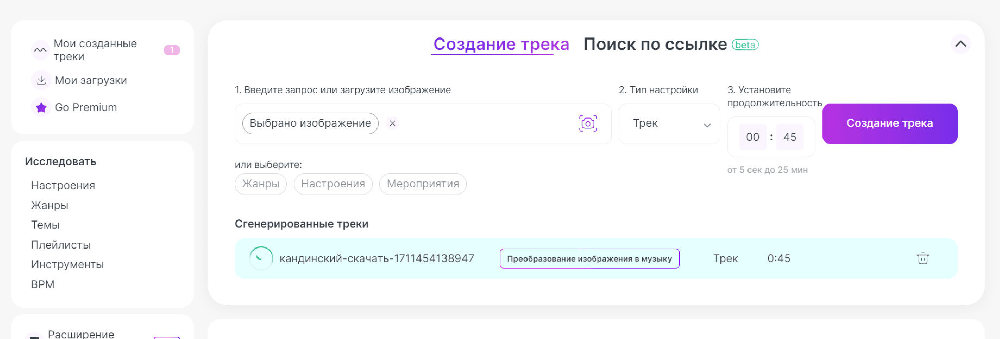 Мои созданные
треки
1
Мои загрузки
Go Premium
Исследовать
Настроения
Жанры
Темы
Плейлисты
Инструменты
BPM
Расширение
Создание трека
Поиск по ссылке beta
1. Введите запрос или загрузите изображение
Выбрано изображение
2. Тип настройки
Трек
3. Установите
продолжительность
00 : 45
от 5 сек до 25 мин
Создание трека
или выберите:
Жанры Настроения Мероприятия
Сгенерированные треки
кандинский-скачать-1711454138947 Преобразование изображения в музыку Трек 0:45